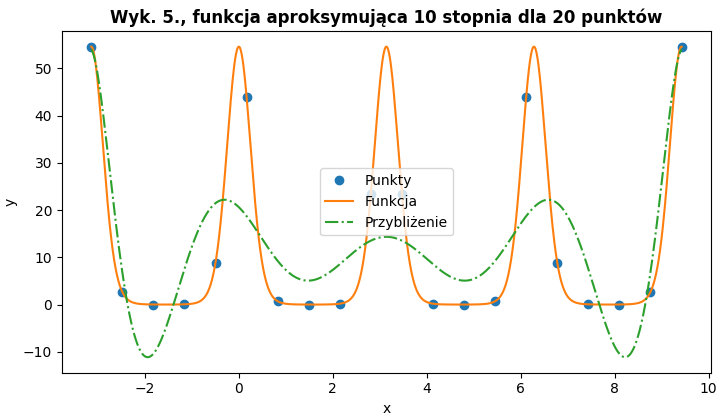 Wyk. 5., funkcja aproksymująca 10 stopnia dla 20 punktów
50
40
30
20
10
0
−10
y
Punkty
Funkcja
Przybliżenie
−2 0 2 4 6 8 10
x